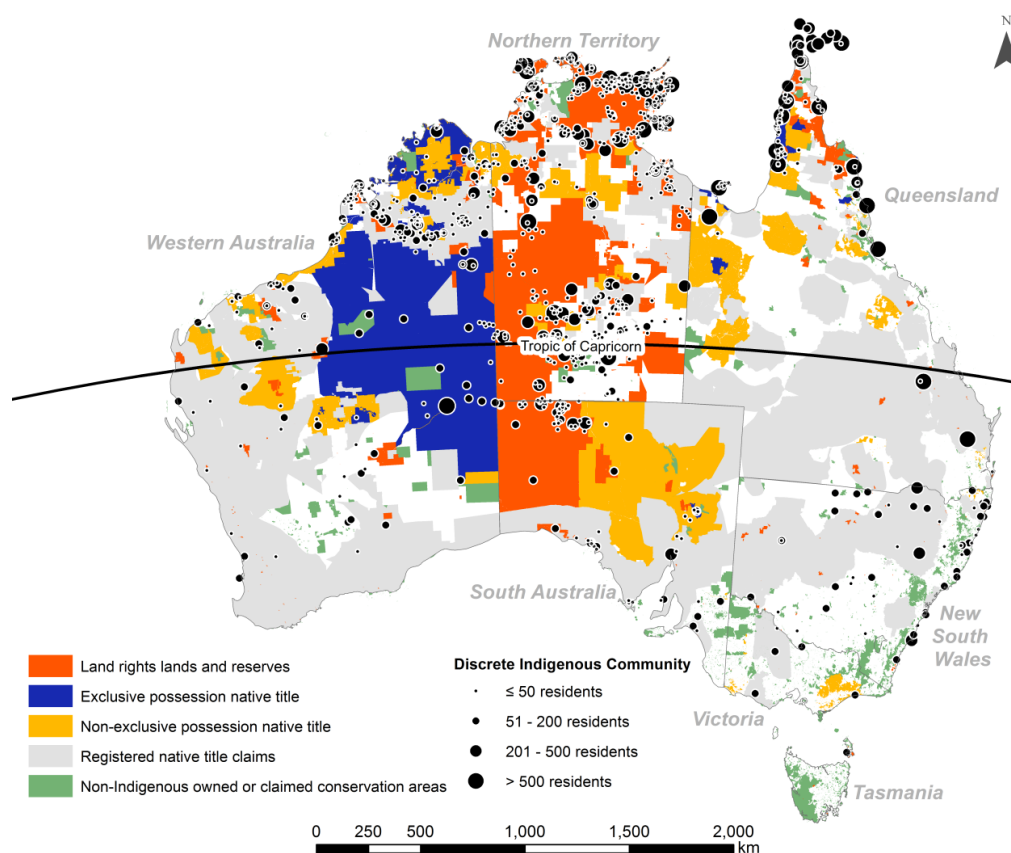 N
Northern Territory
Queensland
Western Australia
Tropic of Capricorn
South Australia
New
South
Wales
Victoria
Tasmania
Land rights lands and reserves
Exclusive possession native title
Non-exclusive possession native title
Registered native title claims
Non-Indigenous owned or claimed conservation areas
Discrete Indigenous Community
≤ 50 residents
51 - 200 residents
201 - 500 residents
> 500 residents
0 250 500 1,000 1,500 2,000
km